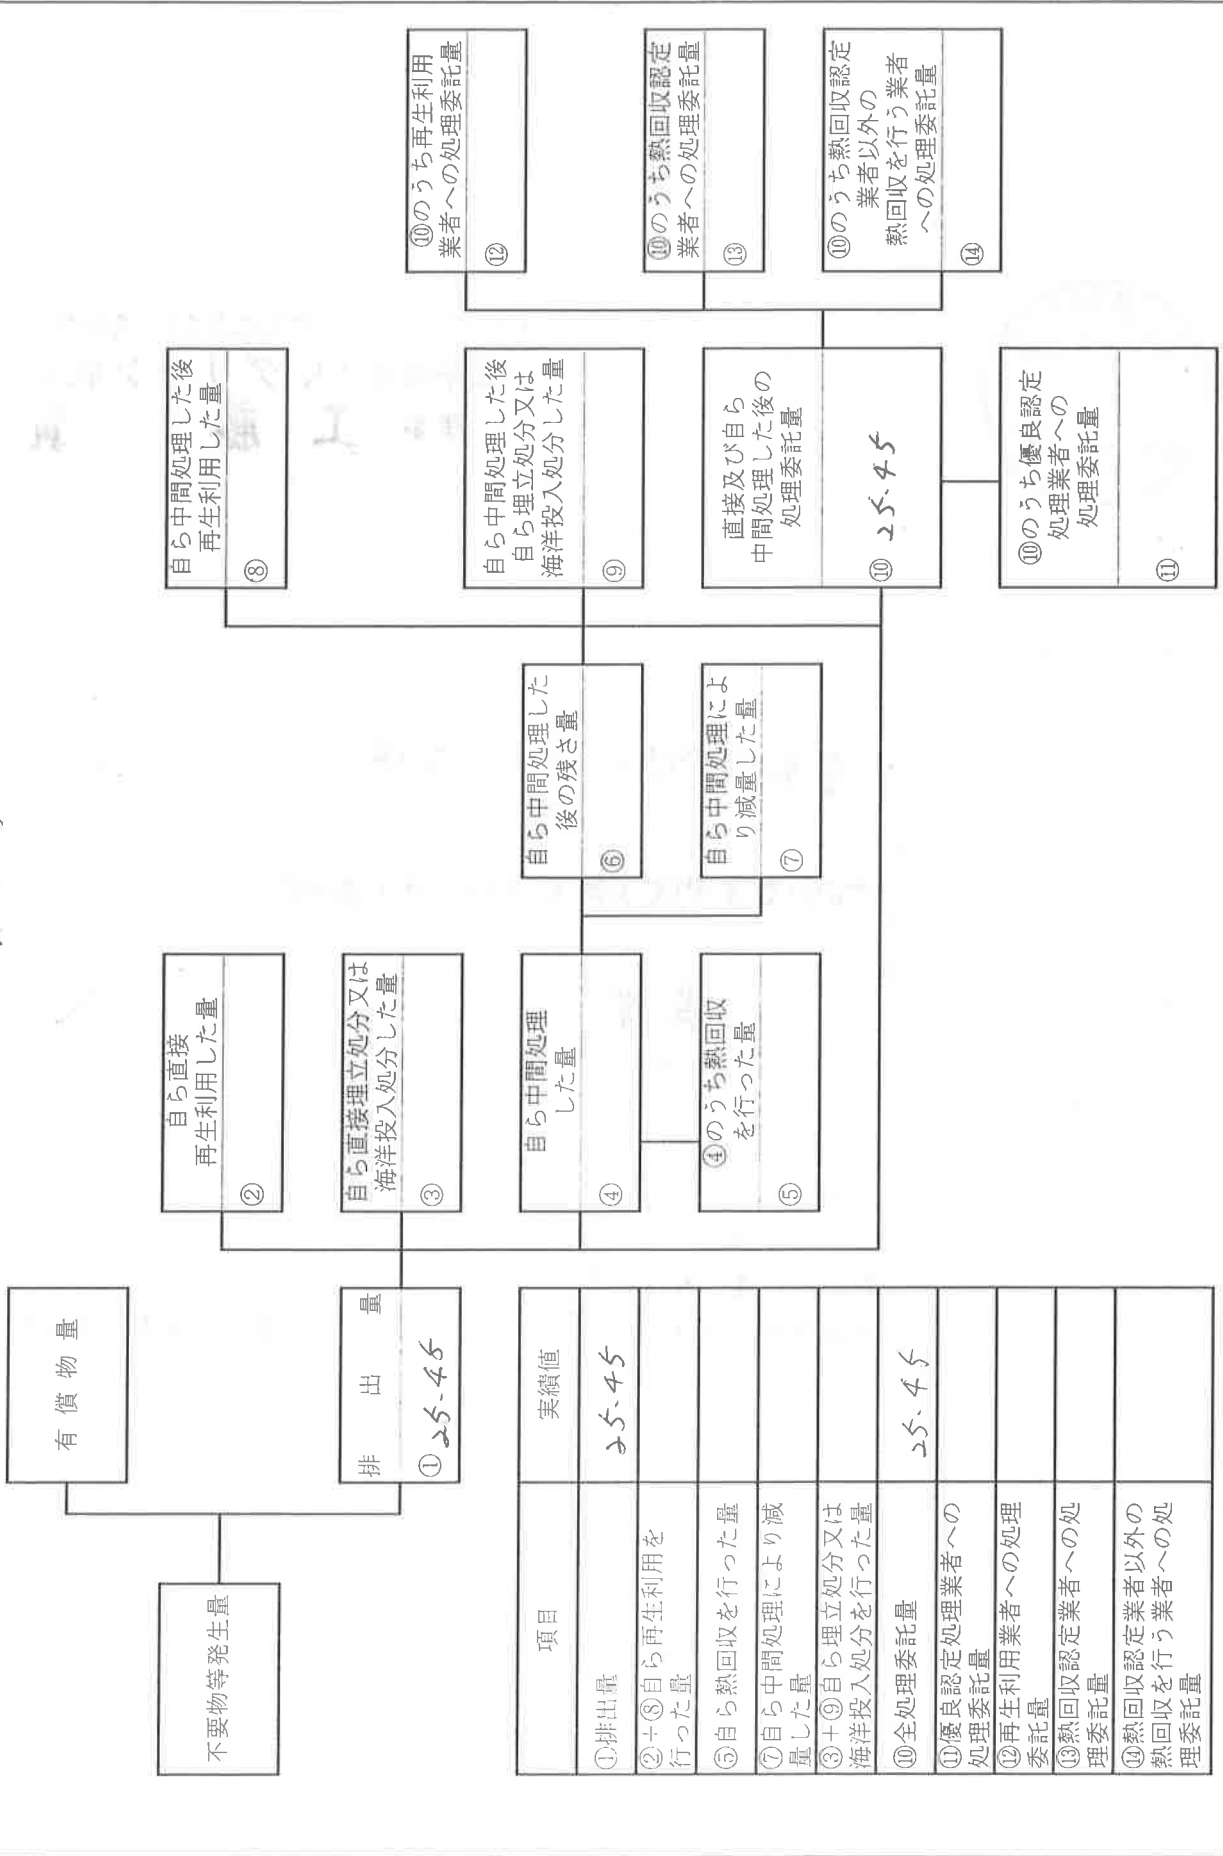 不要物等発生量
有償物量
排出量
① 25.45
自ら直接
再生利用した量
②
自ら直接埋立処分又は
海洋投入処分した量
③
自ら中間処理
した量
④
④のうち熱回収
を行った量
⑤
自ら中間処理した
後の残さ量
⑥
自ら中間処理によ
り減量した量
⑦
自ら中間処理した後
再生利用した量
⑧
自ら中間処理した後
自ら埋立処分又は
海洋投入処分した量
⑨
直接及び自ら
中間処理した後の
処理委託量
⑩ 25.45
⑩のうち優良認定
処理業者への
処理委託量
⑪
⑩のうち再生利用
業者への処理委託量
⑫
⑩のうち熱回収認定
業者への処理委託量
⑬
⑩のうち熱回収認定
業者以外の
熱回収を行う業者
への処理委託量
⑭
項目 実績値
①排出量 25.45
②+⑧自ら再生利用を
行った量
⑤自ら熱回収を行った量
⑦自ら中間処理により減
量した量
③+⑨自ら埋立処分又は
海洋投入処分を行った量
⑩全処理委託量 25.45
⑪優良認定処理業者への
処理委託量
⑫再生利用業者への処理
委託量
⑬熱回収認定業者への処
理委託量
⑭熱回収認定業者以外の
熱回収を行う業者への処
理委託量